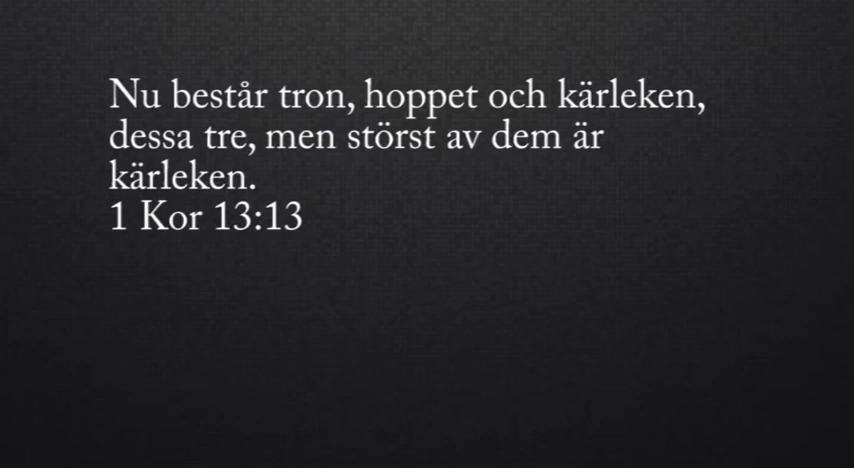 Nu består tron, hoppet och kärleken,
dessa tre, men störst av dem är
kärleken.
1 Kor 13:13